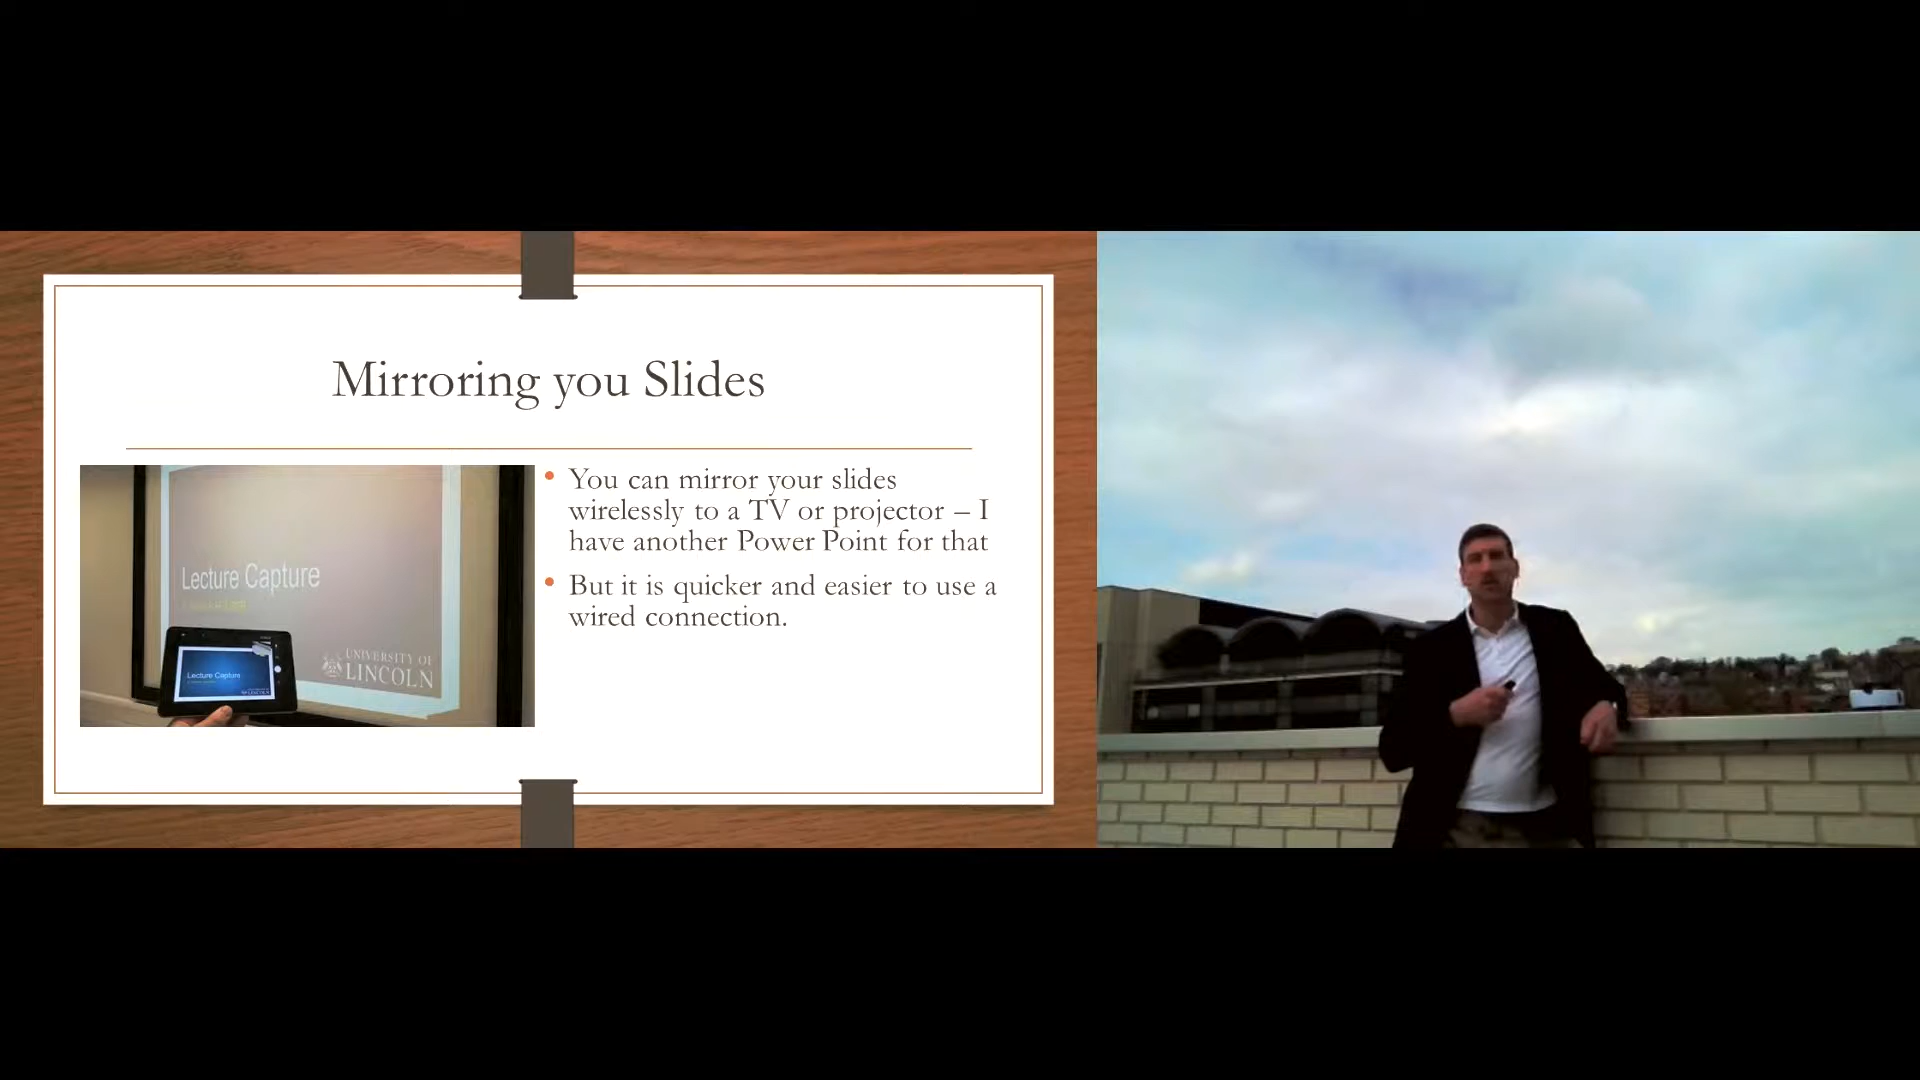 Mirroring you Slides
• You can mirror your slides
wirelessly to a TV or projector – I
have another Power Point for that
• But it is quicker and easier to use a
wired connection.
Lecture Capture
UNIVERSITY OF
LINCOLN
Lecture Capture
LINCOLN